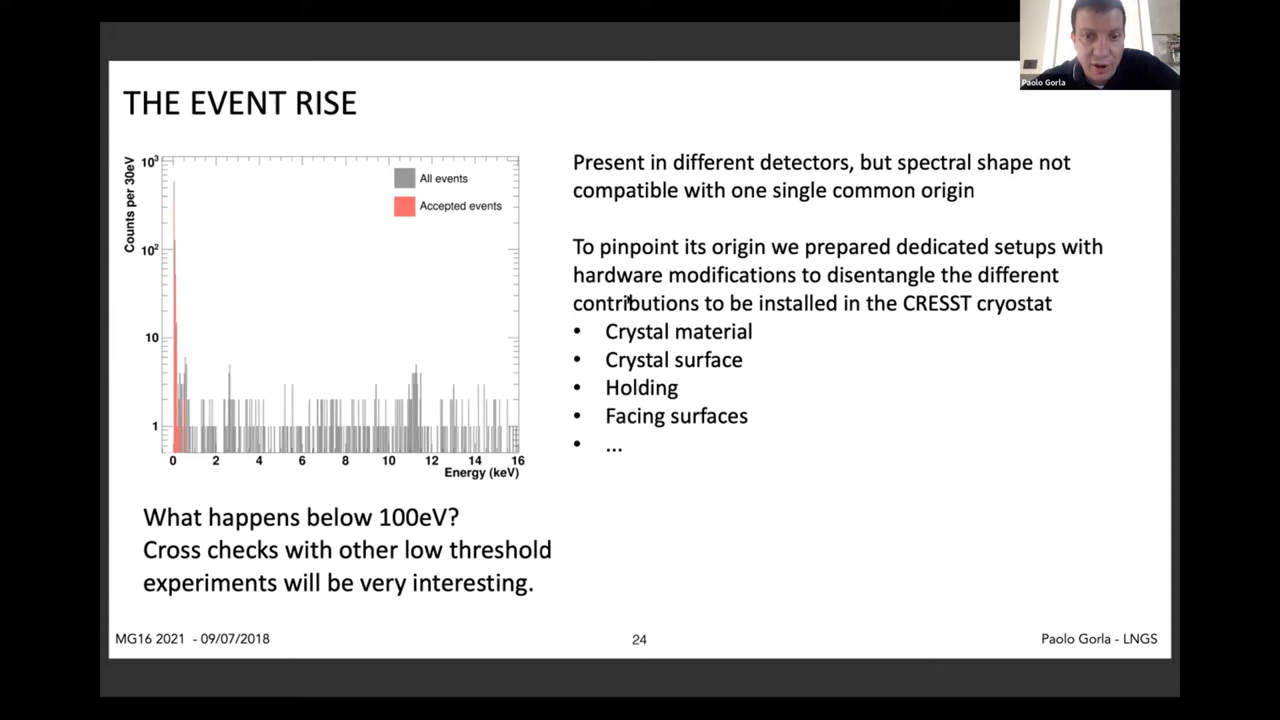 Paolo Gorla
THE EVENT RISE
Counts per 30eV
10³
10²
10
1
All events
Accepted events
0 2 4 6 8 10 12 14 16
Energy (keV)
Present in different detectors, but spectral shape not
compatible with one single common origin
To pinpoint its origin we prepared dedicated setups with
hardware modifications to disentangle the different
contributions to be installed in the CRESST cryostat
• Crystal material
• Crystal surface
• Holding
• Facing surfaces
• ...
What happens below 100eV?
Cross checks with other low threshold
experiments will be very interesting.
MG16 2021 - 09/07/2018
24
Paolo Gorla - LNGS